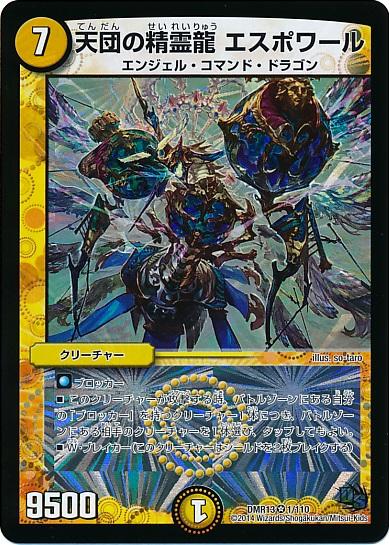 7
てんだん せいれいりゅう
天団の精霊龍 エスポワール
エンジェル・コマンド・ドラゴン
クリーチャー
illus. so-taro
ブロッカー
このクリーチャーが攻撃する時、バトルゾーンにある自分
の「ブロッカー」を持つクリーチャー1体につき、バトルゾー
ンにある相手のクリーチャーを1体選び、タップしてもよい。
W・ブレイカー(このクリーチャーはシールドを2枚ブレイクする)
9500
1
DMR13 1/110
©2014 Wizards/Shogakukan/Mitsui-Kids